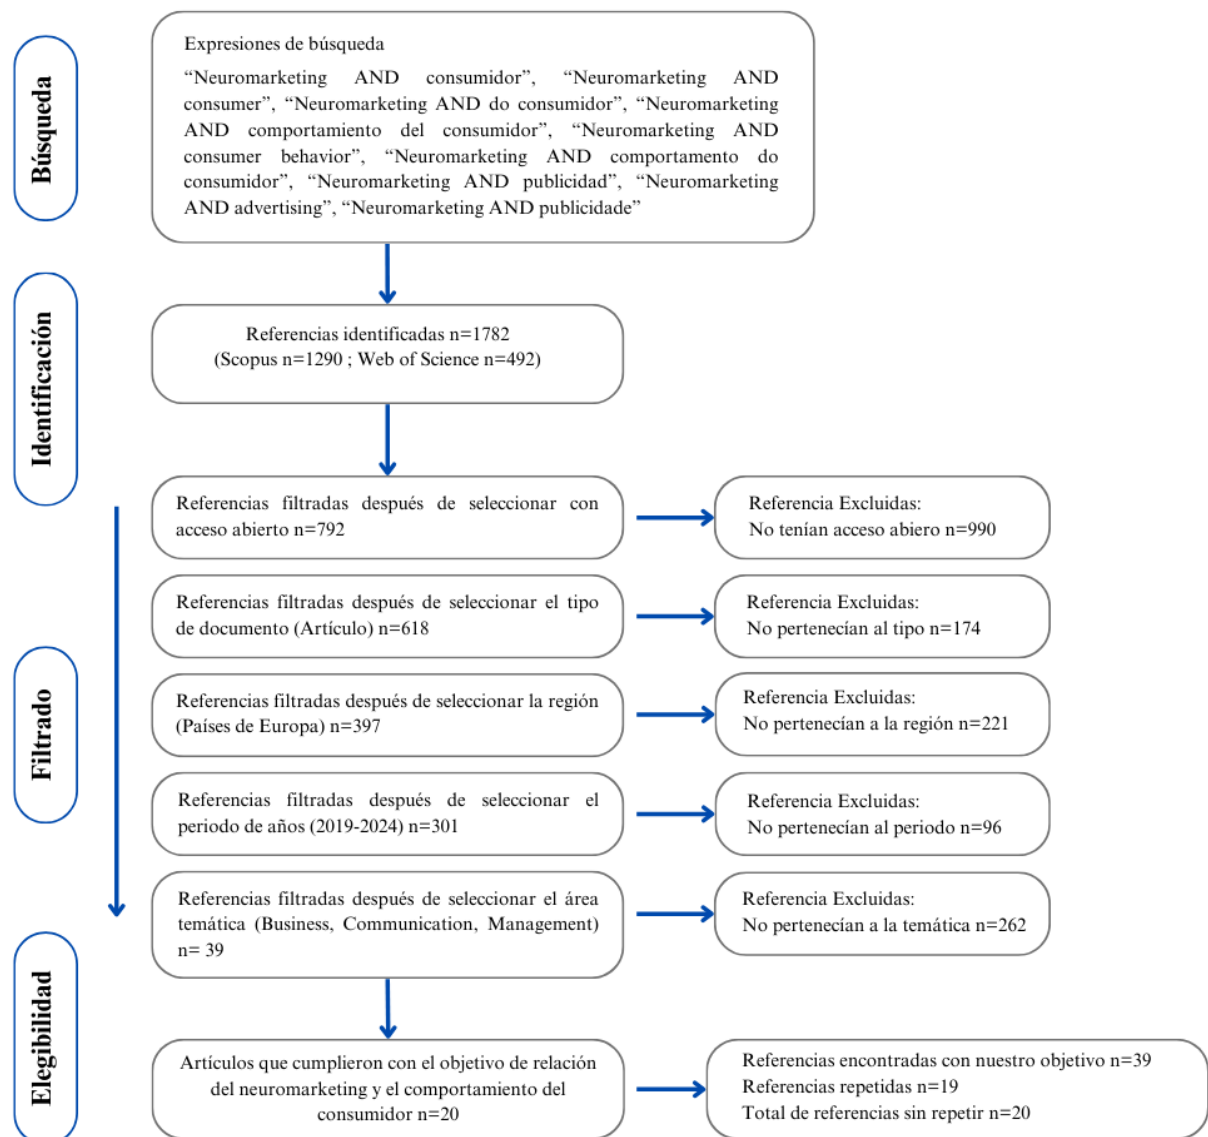 Búsqueda
Expresiones de búsqueda
“Neuromarketing AND consumidor”, “Neuromarketing AND
consumer”, “Neuromarketing AND do consumidor”, “Neuromarketing
AND comportamiento del consumidor”, “Neuromarketing AND
consumer behavior”, “Neuromarketing AND comportamento do
consumidor”, “Neuromarketing AND publicidad”, “Neuromarketing
AND advertising”, “Neuromarketing AND publicidade”
Identificación
Referencias identificadas n=1782
(Scopus n=1290 ; Web of Science n=492)
Referencias filtradas después de seleccionar con
acceso abierto n=792
Referencia Excluidas:
No tenían acceso abiero n=990
Filtrado
Referencias filtradas después de seleccionar el tipo
de documento (Artículo) n=618
Referencia Excluidas:
No pertenecían al tipo n=174
Referencias filtradas después de seleccionar la región
(Países de Europa) n=397
Referencia Excluidas:
No pertenecían a la región n=221
Referencias filtradas después de seleccionar el
periodo de años (2019-2024) n=301
Referencia Excluidas:
No pertenecían al periodo n=96
Referencias filtradas después de seleccionar el área
temática (Business, Communication, Management)
n= 39
Referencia Excluidas:
No pertenecían a la temática n=262
Elegibilidad
Artículos que cumplieron con el objetivo de relación
del neuromarketing y el comportamiento del
consumidor n=20
Referencias encontradas con nuestro objetivo n=39
Referencias repetidas n=19
Total de referencias sin repetir n=20